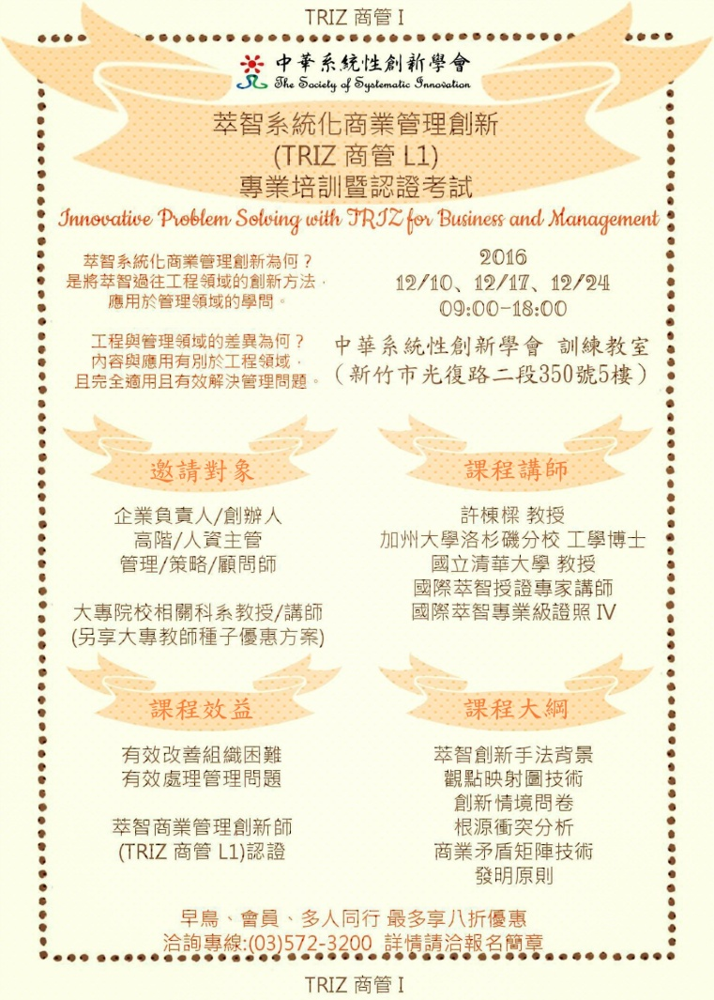 TRIZ 商管 I
中華系統性創新學會
The Society of Systematic Innovation
萃智系統化商業管理創新
(TRIZ 商管 L1)
專業培訓暨認證考試
Innovative Problem Solving with TRIZ for Business and Management
萃智系統化商業管理創新為何？
是將萃智過往工程領域的創新方法，
應用於管理領域的學問。
工程與管理領域的差異為何？
內容與應用有別於工程領域，
且完全適用且有效解決管理問題。
2016
12/10、12/17、12/24
09:00-18:00
中華系統性創新學會 訓練教室
（新竹市光復路二段350號5樓）
邀請對象
企業負責人/創辦人
高階/人資主管
管理/策略/顧問師
大專院校相關科系教授/講師
(另享大專教師種子優惠方案)
課程講師
許棟樑 教授
加州大學洛杉磯分校 工學博士
國立清華大學 教授
國際萃智授證專家講師
國際萃智專業級證照 IV
課程效益
有效改善組織困難
有效處理管理問題
萃智商業管理創新師
(TRIZ 商管 L1)認證
課程大綱
萃智創新手法背景
觀點映射圖技術
創新情境問卷
根源衝突分析
商業矛盾矩陣技術
發明原則
早鳥、會員、多人同行 最多享八折優惠
洽詢專線:(03)572-3200 詳情請洽報名簡章
TRIZ 商管 I